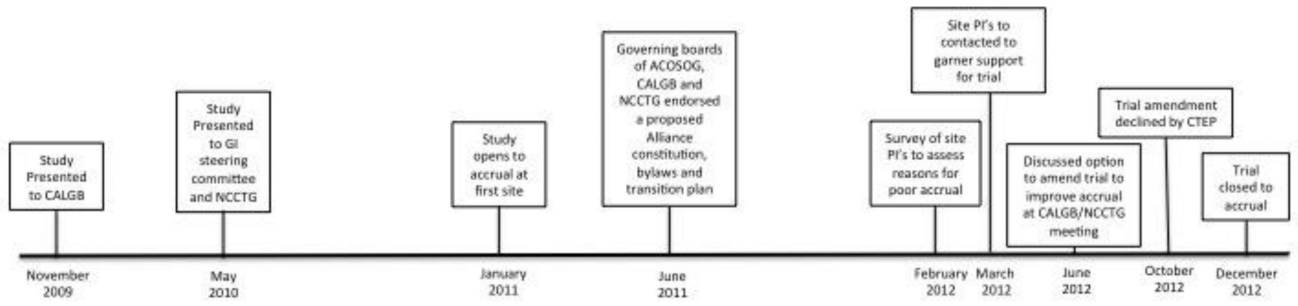 Study
Presented
to CALGB
Study
Presented
to GI
steering
committee
and NCCTG
Study
opens to
accrual at
first site
Governing boards
of ACOSOG,
CALGB and
NCCTG endorsed
a proposed
Alliance
constitution,
bylaws and
transition plan
Survey of site
PI's to assess
reasons for
poor accrual
Site PI's to
contacted to
garner support
for trial
Discussed option
to amend trial to
improve accrual
at CALGB/NCCTG
meeting
Trial amendment
declined by CTEP
Trial
closed to
accrual
November
2009
May
2010
January
2011
June
2011
February
2012
March
2012
June
2012
October
2012
December
2012